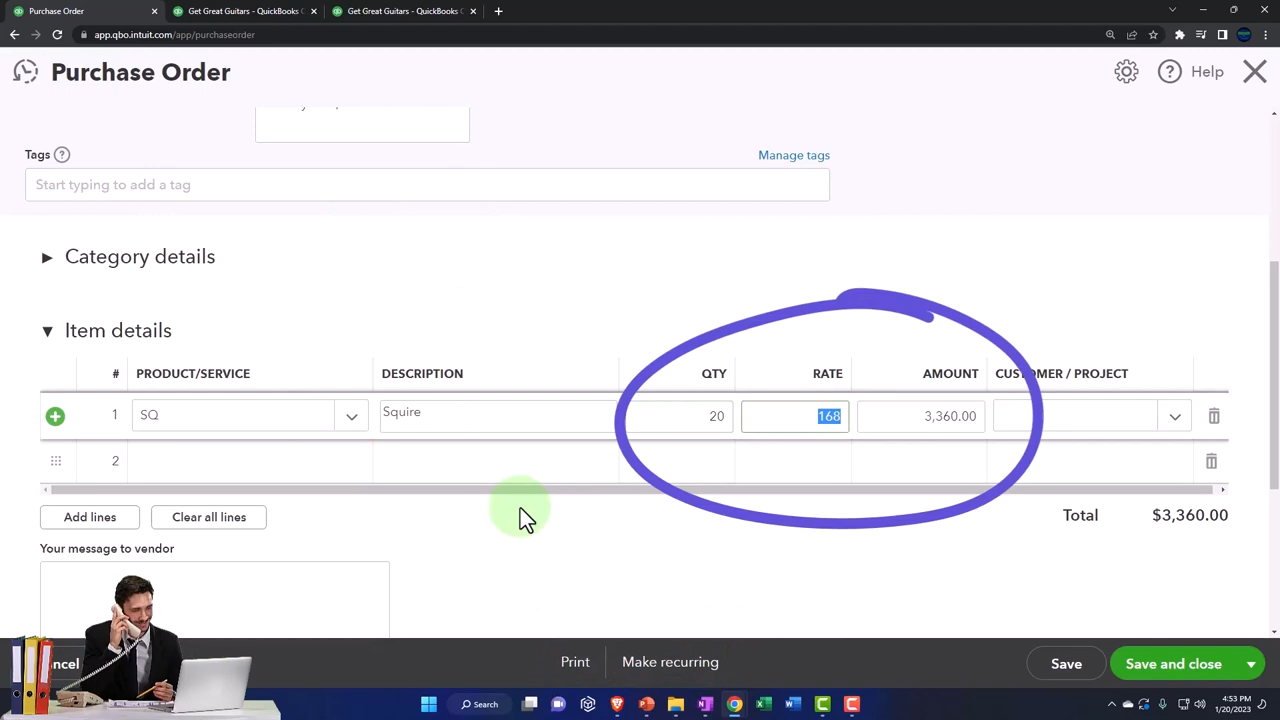 Purchase Order
Get Great Guitars - QuickBooks
Get Great Guitars - QuickBooks
app.qbo.intuit.com/app/purchaseorder
Purchase Order
Help
Tags
Manage tags
Start typing to add a tag
Category details
Item details
# PRODUCT/SERVICE DESCRIPTION QTY RATE AMOUNT CUSTOMER / PROJECT
1 SQ Squire 20 168 3,360.00
2
Add lines Clear all lines Total $3,360.00
Your message to vendor
Print Make recurring Save Save and close
Search
4:53 PM
1/20/2023